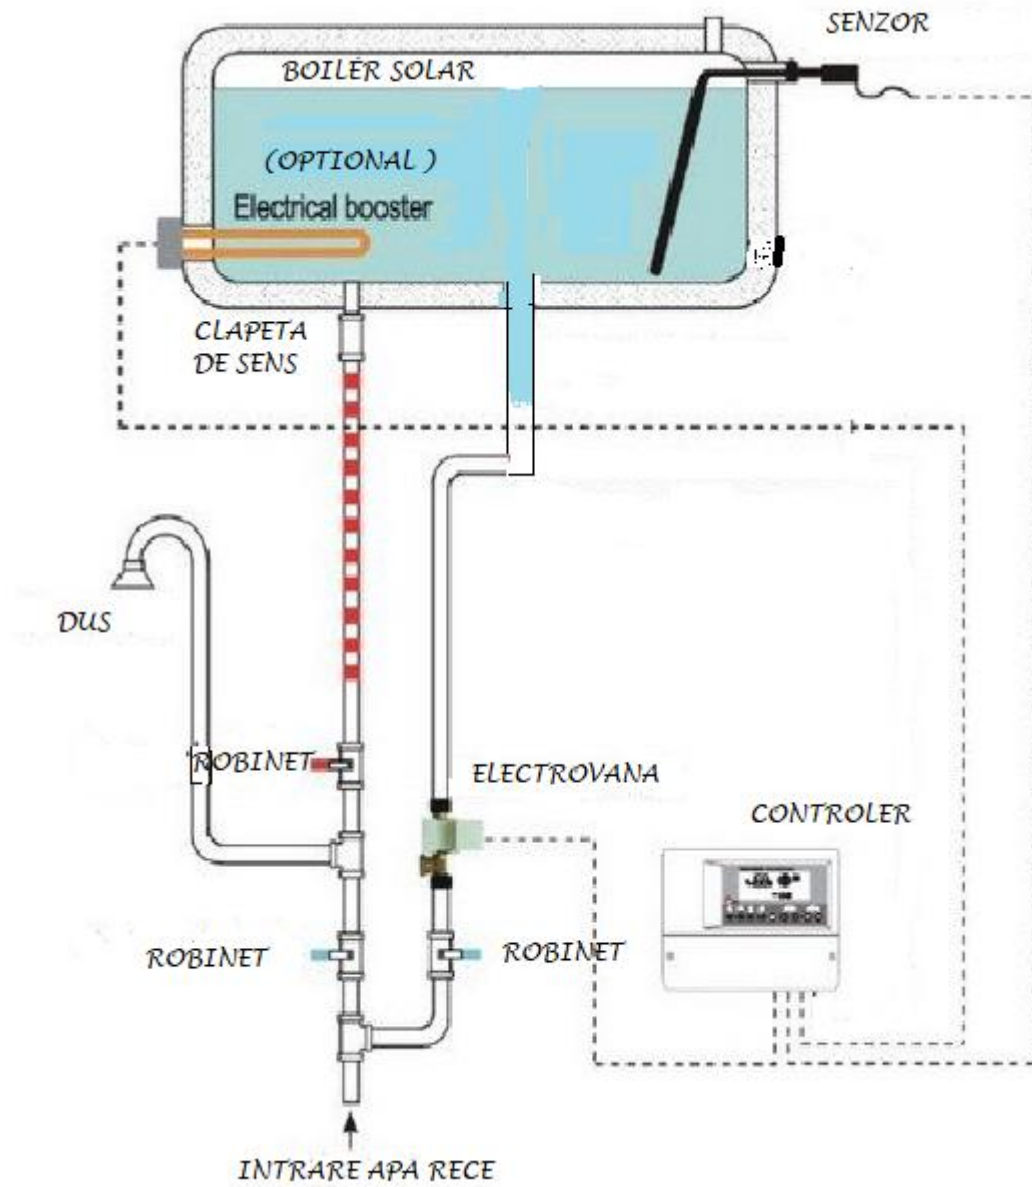 SENZOR
BOILER SOLAR
(OPTIONAL )
Electrical booster
CLAPETA
DE SENS
DUS
ROBINET
ELECTROVANA
CONTROLER
ROBINET
ROBINET
INTRARE APA RECE